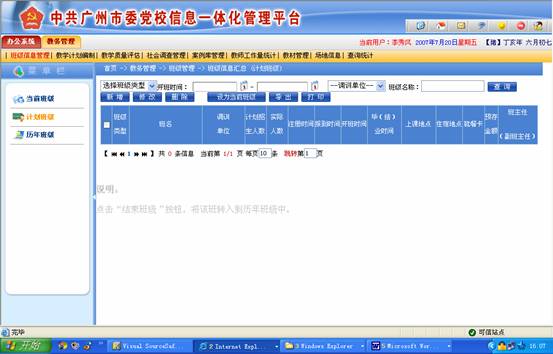 中共广州市委党校信息一体化管理平台
办公系统 教务管理
当前用户：李秀凤 2007年7月20日星期五 【猪】丁亥年 六月初七
班级信息管理 | 教学计划编制 | 教学质量评估 | 社会调查管理 | 案例库管理 | 教师工作量统计 | 教材管理 | 场地信息 | 查询统计
菜 单 栏
当前班级
计划班级
历年班级
首页 -> 教务管理 -> 班级管理 -> 班级信息汇总 (计划班级)
选择班级类型 开班时间： - --调训单位-- 班级名称： 查 询
新 增 修 改 删 除 设为当前班级 导 出 打 印
班级类型 班名 调训单位 计划招生人数 实际人数 注册时间 报到时间 开班时间 毕（结）业时间 上课地点 住宿地点 就餐卡 预存金额 班主任（副班主任）
【 1 】 共 0 条信息 当前第 1/1 页 每页 10 条 跳转第 1 页
说明。
点击“结束班级”按钮，将该班转入到历年班级中。
完毕 可信站点
开始 Visual SourceSaf... 2 Internet Expl... 3 Windows Explorer 5 Microsoft Wor... 16:07